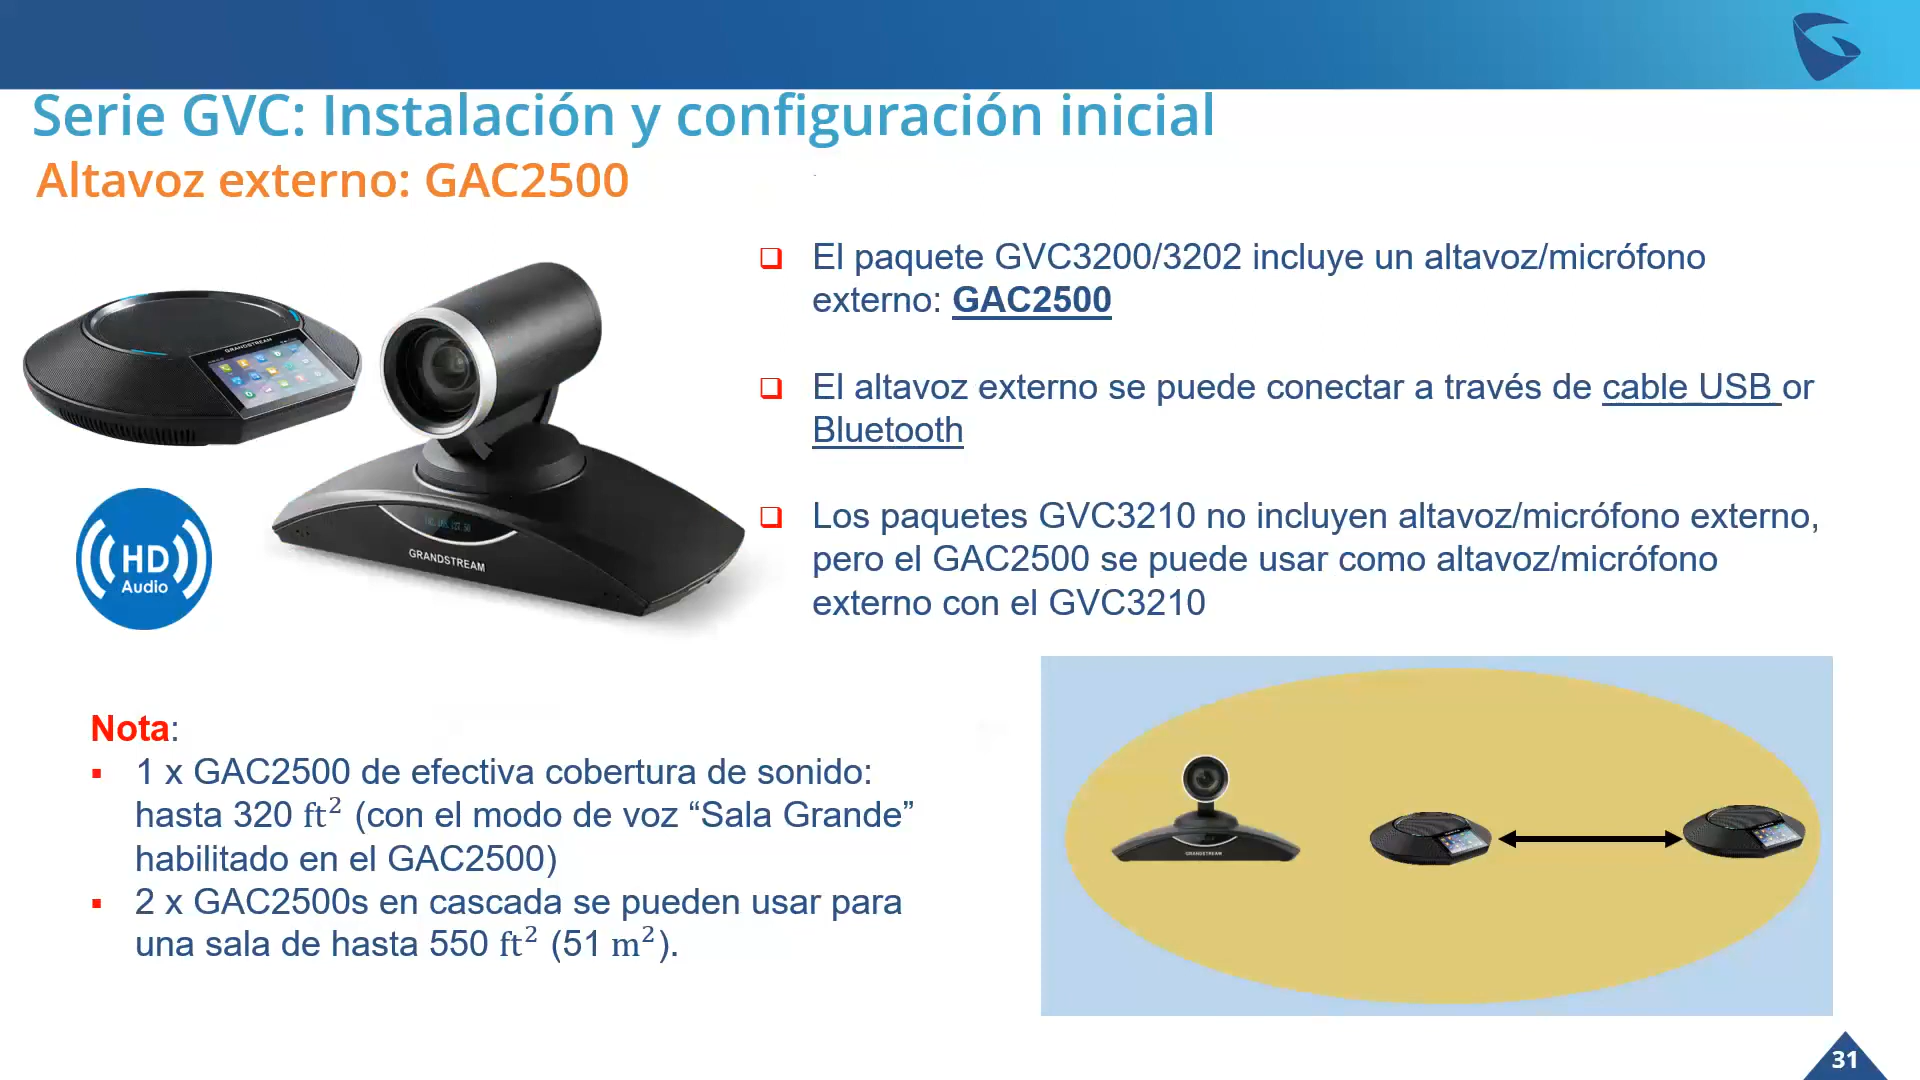 Serie GVC: Instalación y configuración inicial
Altavoz externo: GAC2500
El paquete GVC3200/3202 incluye un altavoz/micrófono
externo: GAC2500
El altavoz externo se puede conectar a través de cable USB or
Bluetooth
Los paquetes GVC3210 no incluyen altavoz/micrófono externo,
pero el GAC2500 se puede usar como altavoz/micrófono
externo con el GVC3210
GRANDSTREAM
GRANDSTREAM
HD
Audio
Nota:
1 x GAC2500 de efectiva cobertura de sonido:
hasta 320 ft² (con el modo de voz “Sala Grande”
habilitado en el GAC2500)
2 x GAC2500s en cascada se pueden usar para
una sala de hasta 550 ft² (51 m²).
GRANDSTREAM
31